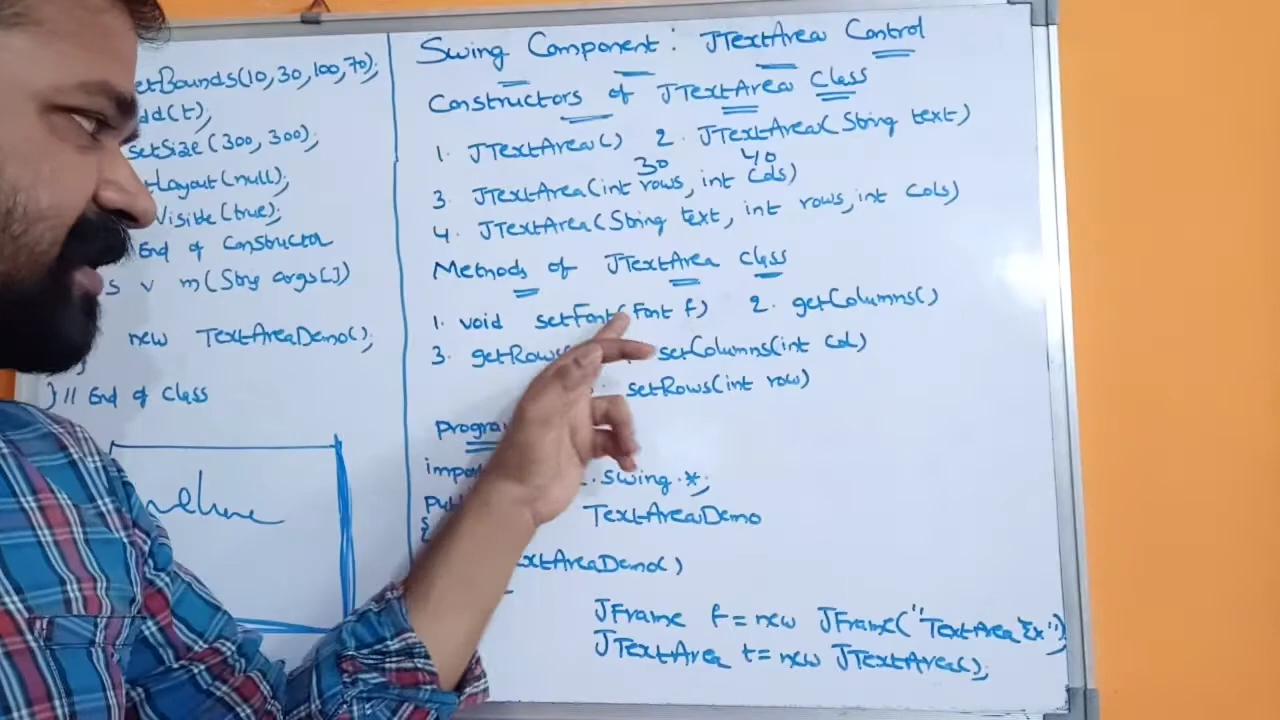 etBounds(10,30,100,70);
dd(t);
setSize(300,300);
tLayout(null);
Visible(true);
End of Constructor
s v m(String args[])
new TextAreaDemo();
}// End of class
Swing Component: JTextArea Control
Constructors of JTextArea class
1. JTextArea() 2. JTextArea(String text)
30 40
3. JTextArea(int rows, int cols)
4. JTextArea(String text, int rows, int cols)
Methods of JTextArea class
1. void setFont(Font f) 2. getColumns()
3. getRows setColumns(int col)
setRows(int row)
progra
impo .swing.*;
pu
{ TextAreaDemo
extAreaDemo()
JFrame f=new JFrame("TextArea Ex");
JTextArea t=new JTextArea();